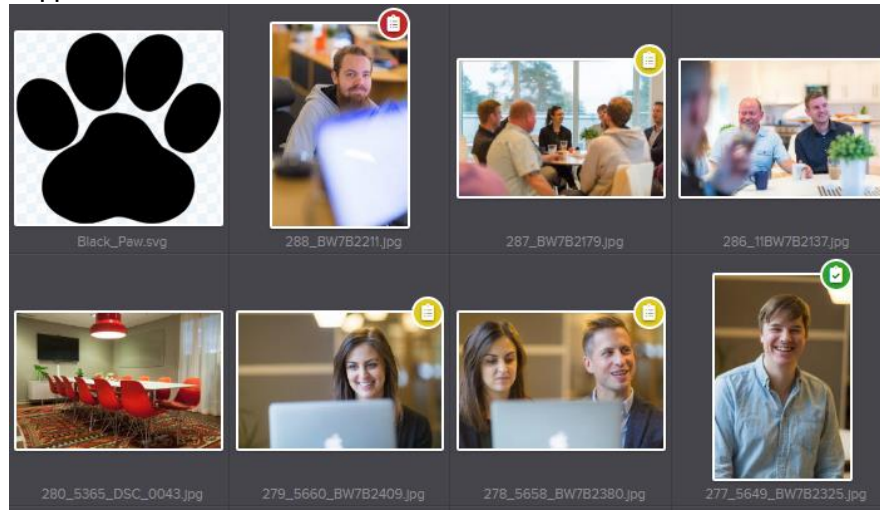 Black_Paw.svg
288_BW7B2211.jpg
287_BW7B2179.jpg
286_11BW7B2137.jpg
280_5365_DSC_0043.jpg
279_5660_BW7B2409.jpg
278_5658_BW7B2380.jpg
277_5649_BW7B2325.jpg